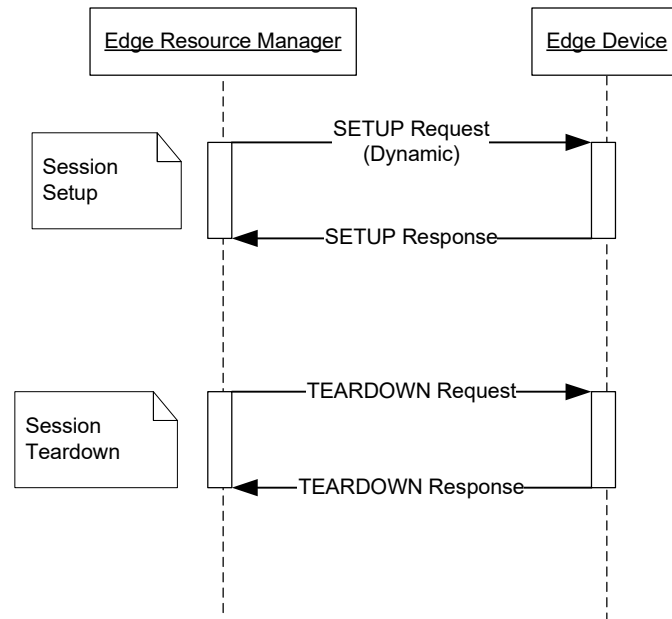 Edge Resource Manager
Edge Device
SETUP Request
(Dynamic)
Session
Setup
SETUP Response
TEARDOWN Request
Session
Teardown
TEARDOWN Response